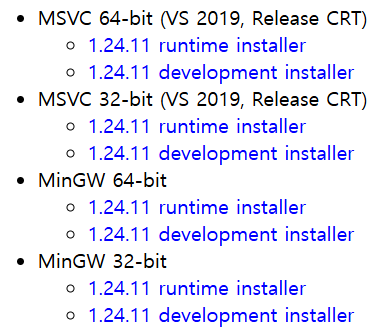 MSVC 64-bit (VS 2019, Release CRT)
1.24.11 runtime installer
1.24.11 development installer
MSVC 32-bit (VS 2019, Release CRT)
1.24.11 runtime installer
1.24.11 development installer
MinGW 64-bit
1.24.11 runtime installer
1.24.11 development installer
MinGW 32-bit
1.24.11 runtime installer
1.24.11 development installer